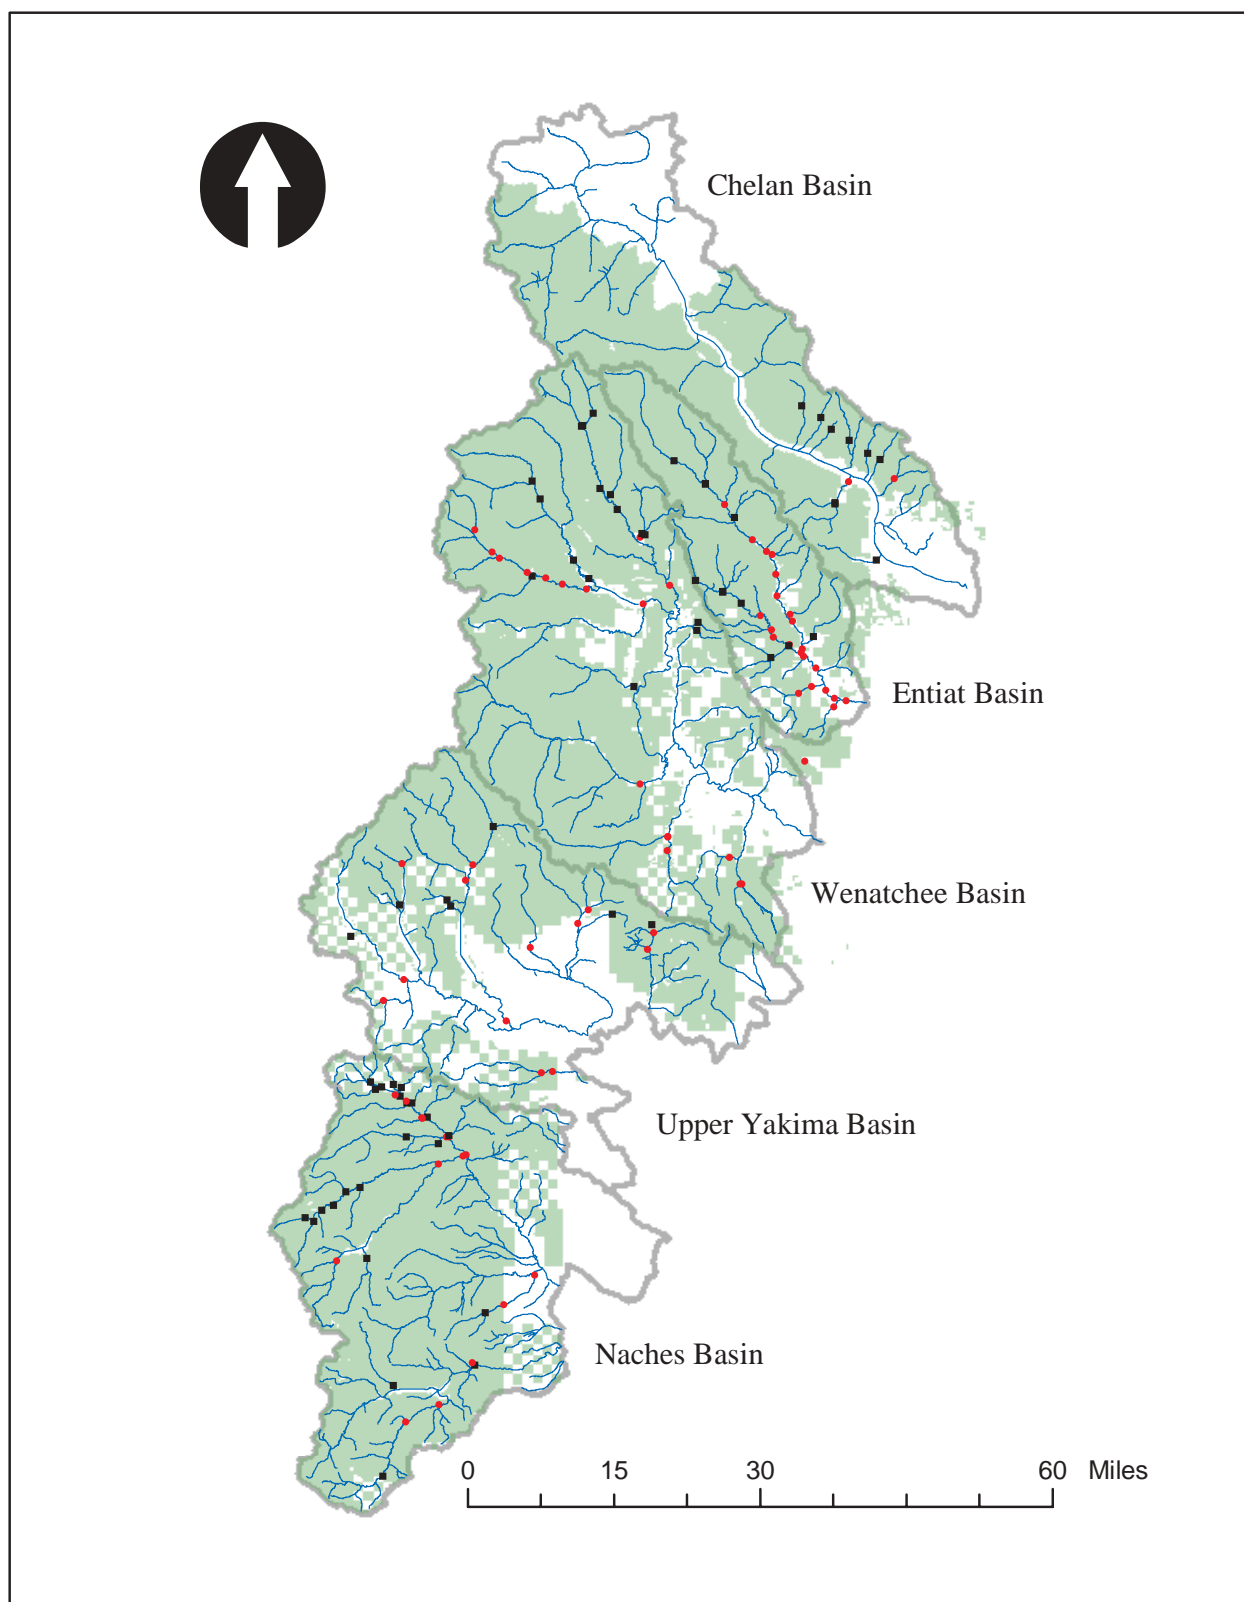 Chelan Basin
Entiat Basin
Wenatchee Basin
Upper Yakima Basin
Naches Basin
0 15 30 60 Miles